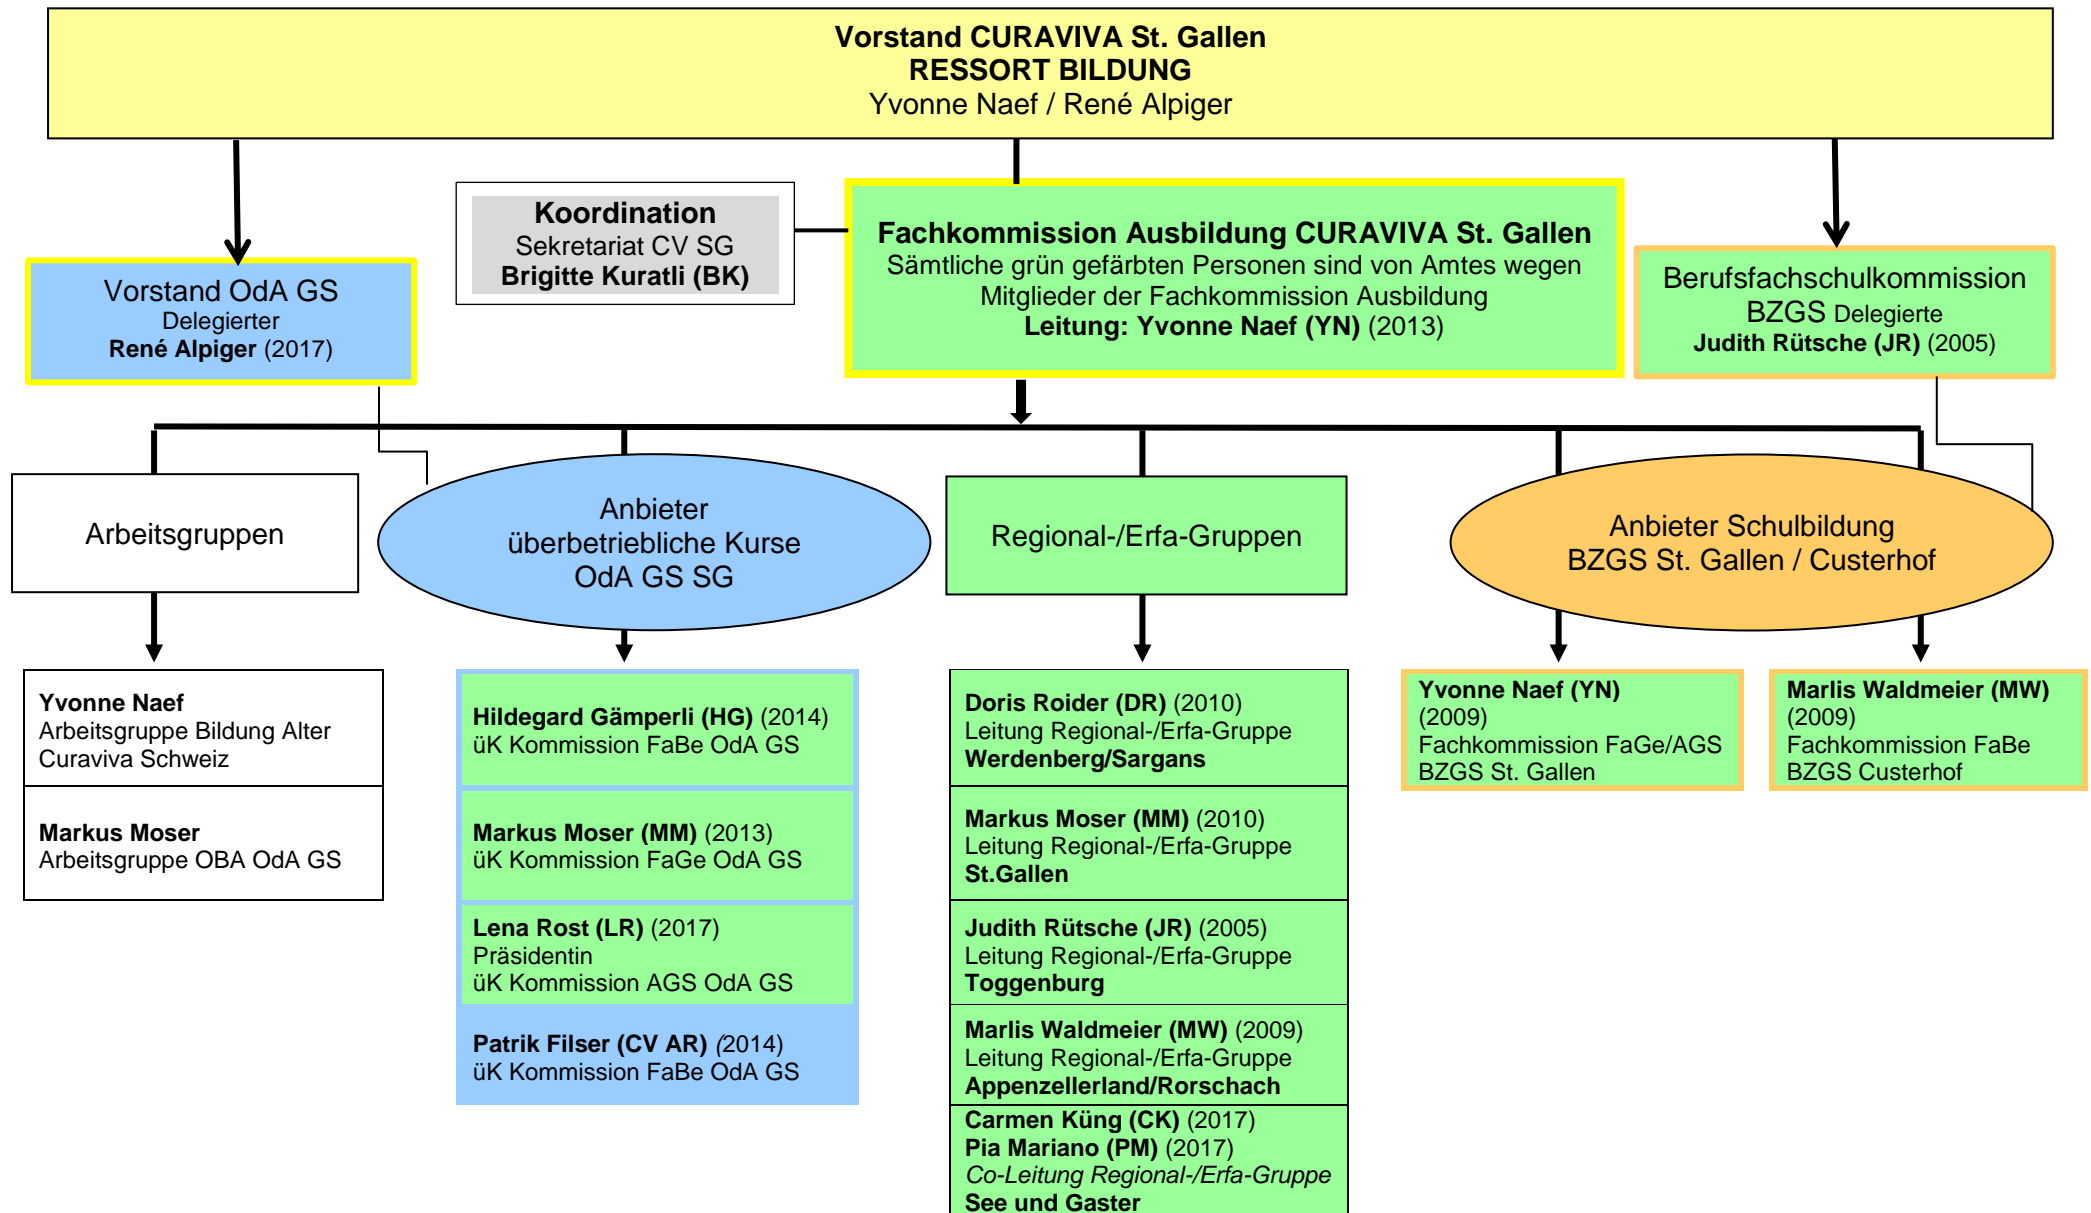 Vorstand CURAVIVA St. Gallen
RESSORT BILDUNG
Yvonne Naef / René Alpiger
Koordination
Sekretariat CV SG
Brigitte Kuratli (BK)
Fachkommission Ausbildung CURAVIVA St. Gallen
Sämtliche grün gefärbten Personen sind von Amtes wegen
Mitglieder der Fachkommission Ausbildung
Leitung: Yvonne Naef (YN) (2013)
Vorstand OdA GS
Delegierter
René Alpiger (2017)
Berufsfachschulkommission
BZGS Delegierte
Judith Rütsche (JR) (2005)
Arbeitsgruppen
Anbieter
überbetriebliche Kurse
OdA GS SG
Regional-/Erfa-Gruppen
Anbieter Schulbildung
BZGS St. Gallen / Custerhof
Yvonne Naef
Arbeitsgruppe Bildung Alter
Curaviva Schweiz
Markus Moser
Arbeitsgruppe OBA OdA GS
Hildegard Gämperli (HG) (2014)
üK Kommission FaBe OdA GS
Markus Moser (MM) (2013)
üK Kommission FaGe OdA GS
Lena Rost (LR) (2017)
Präsidentin
üK Kommission AGS OdA GS
Patrik Filser (CV AR) (2014)
üK Kommission FaBe OdA GS
Doris Roider (DR) (2010)
Leitung Regional-/Erfa-Gruppe
Werdenberg/Sargans
Markus Moser (MM) (2010)
Leitung Regional-/Erfa-Gruppe
St.Gallen
Judith Rütsche (JR) (2005)
Leitung Regional-/Erfa-Gruppe
Toggenburg
Marlis Waldmeier (MW) (2009)
Leitung Regional-/Erfa-Gruppe
Appenzellerland/Rorschach
Carmen Küng (CK) (2017)
Pia Mariano (PM) (2017)
Co-Leitung Regional-/Erfa-Gruppe
See und Gaster
Yvonne Naef (YN)
(2009)
Fachkommission FaGe/AGS
BZGS St. Gallen
Marlis Waldmeier (MW)
(2009)
Fachkommission FaBe
BZGS Custerhof